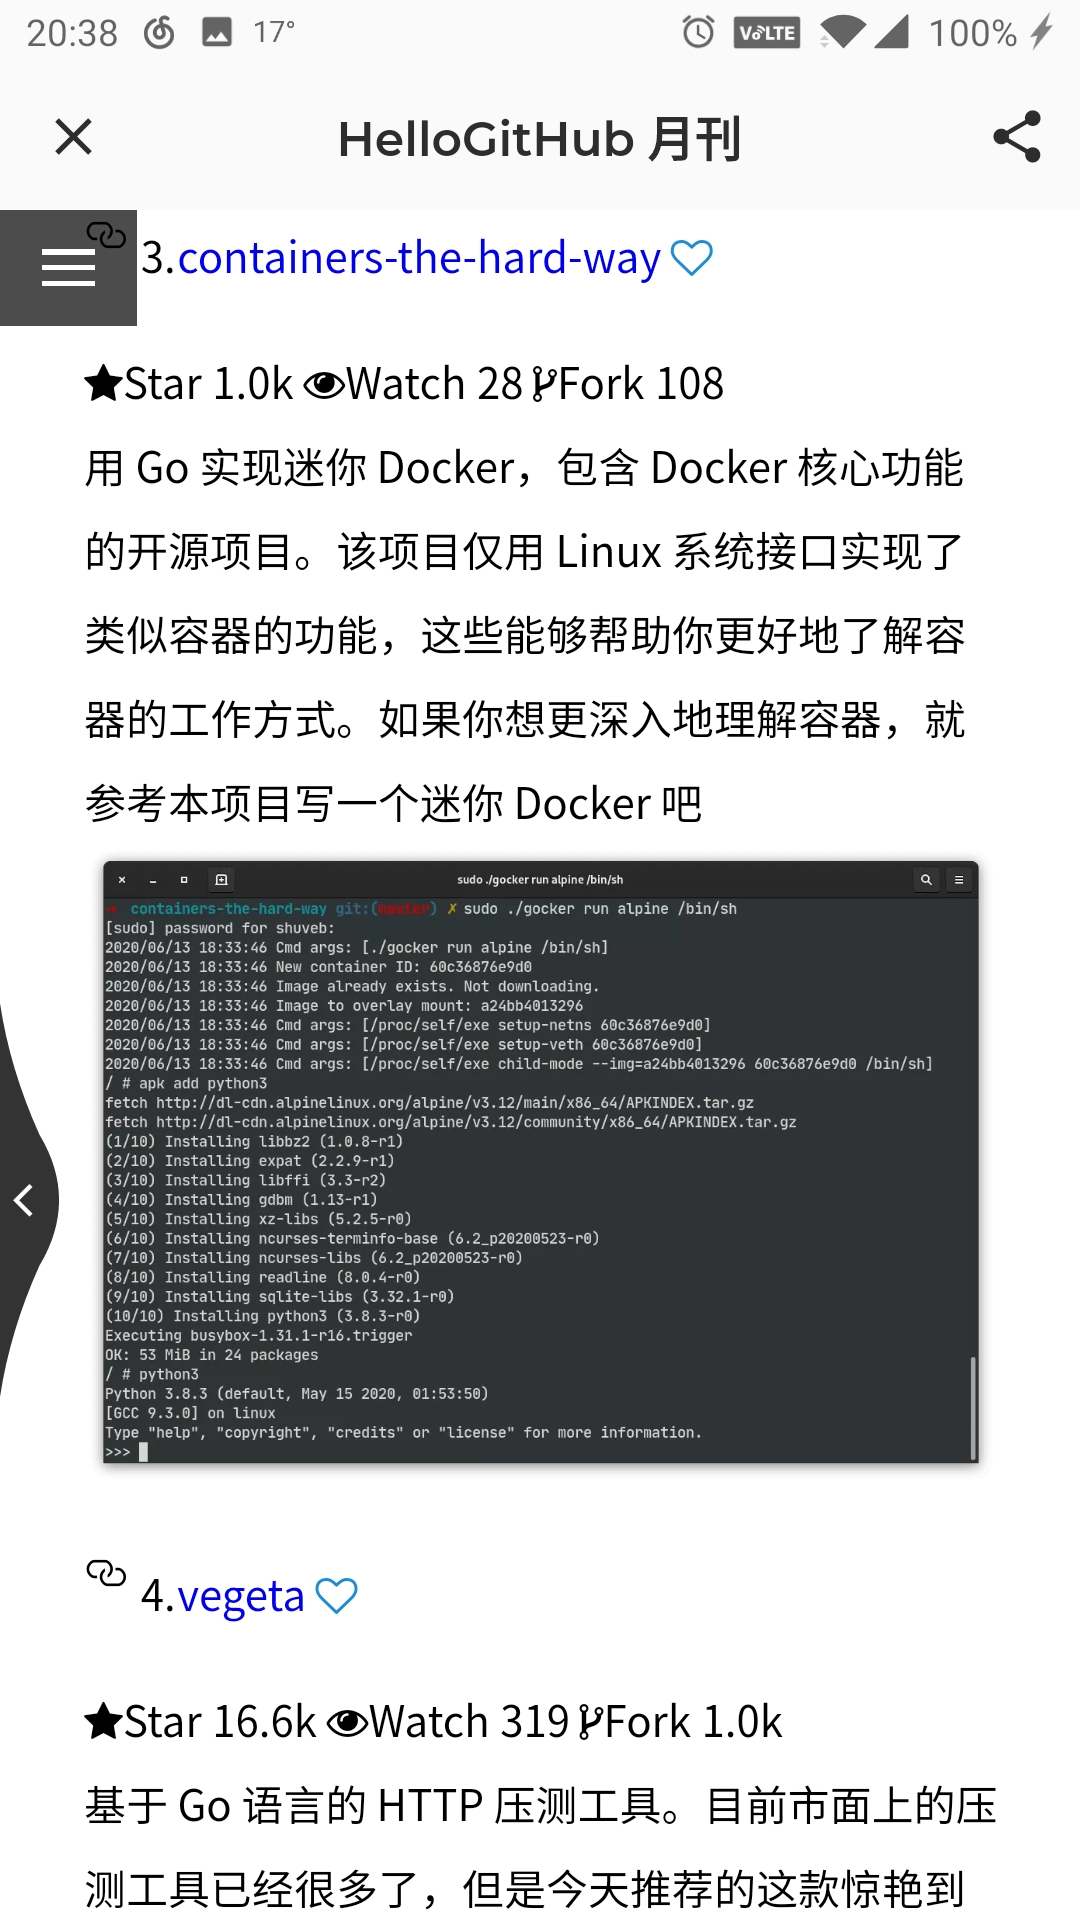 20:38 17° VoLTE 100%
HelloGitHub 月刊
3.containers-the-hard-way
Star 1.0k Watch 28 Fork 108
用 Go 实现迷你 Docker，包含 Docker 核心功能
的开源项目。该项目仅用 Linux 系统接口实现了
类似容器的功能，这些能够帮助你更好地了解容
器的工作方式。如果你想更深入地理解容器，就
参考本项目写一个迷你 Docker 吧
sudo ./gocker run alpine /bin/sh
→ containers-the-hard-way git:(master) ✗ sudo ./gocker run alpine /bin/sh
[sudo] password for shuveb:
2020/06/13 18:33:46 Cmd args: [./gocker run alpine /bin/sh]
2020/06/13 18:33:46 New container ID: 60c36876e9d0
2020/06/13 18:33:46 Image already exists. Not downloading.
2020/06/13 18:33:46 Image to overlay mount: a24bb4013296
2020/06/13 18:33:46 Cmd args: [/proc/self/exe setup-netns 60c36876e9d0]
2020/06/13 18:33:46 Cmd args: [/proc/self/exe setup-veth 60c36876e9d0]
2020/06/13 18:33:46 Cmd args: [/proc/self/exe child-mode --img=a24bb4013296 60c36876e9d0 /bin/sh]
/ # apk add python3
fetch http://dl-cdn.alpinelinux.org/alpine/v3.12/main/x86_64/APKINDEX.tar.gz
fetch http://dl-cdn.alpinelinux.org/alpine/v3.12/community/x86_64/APKINDEX.tar.gz
(1/10) Installing libbz2 (1.0.8-r1)
(2/10) Installing expat (2.2.9-r1)
(3/10) Installing libffi (3.3-r2)
(4/10) Installing gdbm (1.13-r1)
(5/10) Installing xz-libs (5.2.5-r0)
(6/10) Installing ncurses-terminfo-base (6.2_p20200523-r0)
(7/10) Installing ncurses-libs (6.2_p20200523-r0)
(8/10) Installing readline (8.0.4-r0)
(9/10) Installing sqlite-libs (3.32.1-r0)
(10/10) Installing python3 (3.8.3-r0)
Executing busybox-1.31.1-r16.trigger
OK: 53 MiB in 24 packages
/ # python3
Python 3.8.3 (default, May 15 2020, 01:53:50)
[GCC 9.3.0] on linux
Type "help", "copyright", "credits" or "license" for more information.
>>>
4.vegeta
Star 16.6k Watch 319 Fork 1.0k
基于 Go 语言的 HTTP 压测工具。目前市面上的压
测工具已经很多了，但是今天推荐的这款惊艳到